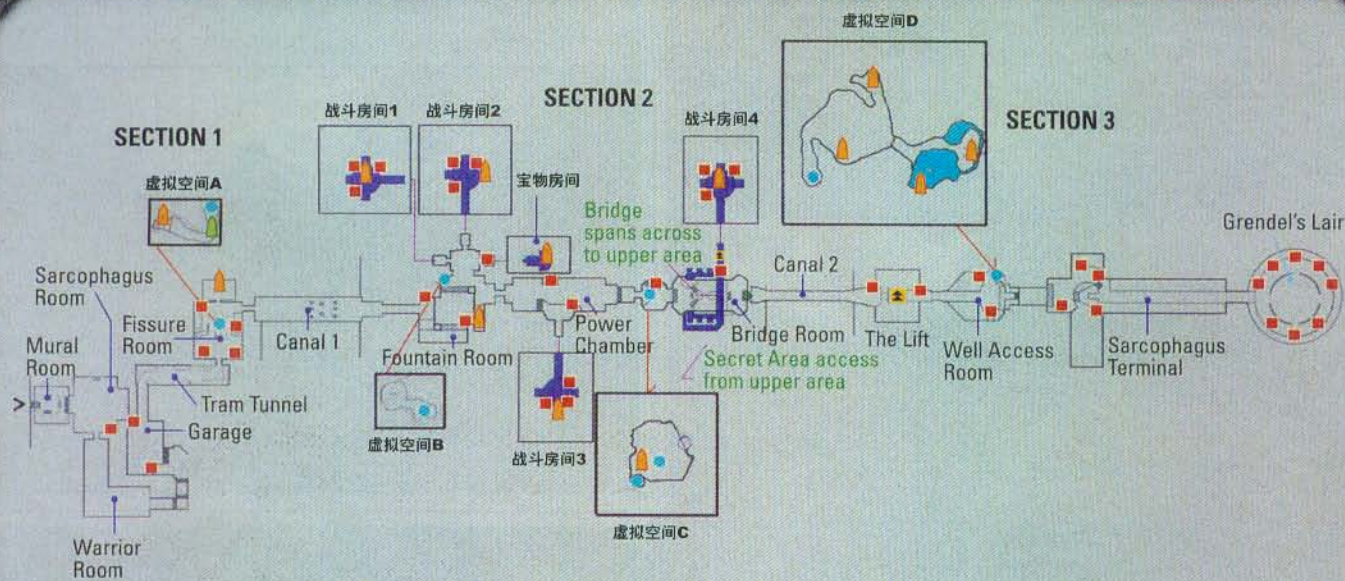 虚拟空间D
SECTION 2
战斗房间1
战斗房间2
战斗房间4
SECTION 3
SECTION 1
虚拟空间A
宝物房间
Bridge
spans across
to upper area
Grendel's Lair
Sarcophagus
Room
Canal 2
Fissure
Room
Canal 1
Mural
Room
Fountain Room
Power
Chamber
Bridge Room
The Lift
Well Access
Room
Sarcophagus
Terminal
Secret Area access
from upper area
Tram Tunnel
Garage
虚拟空间B
战斗房间3
虚拟空间C
Warrior
Room